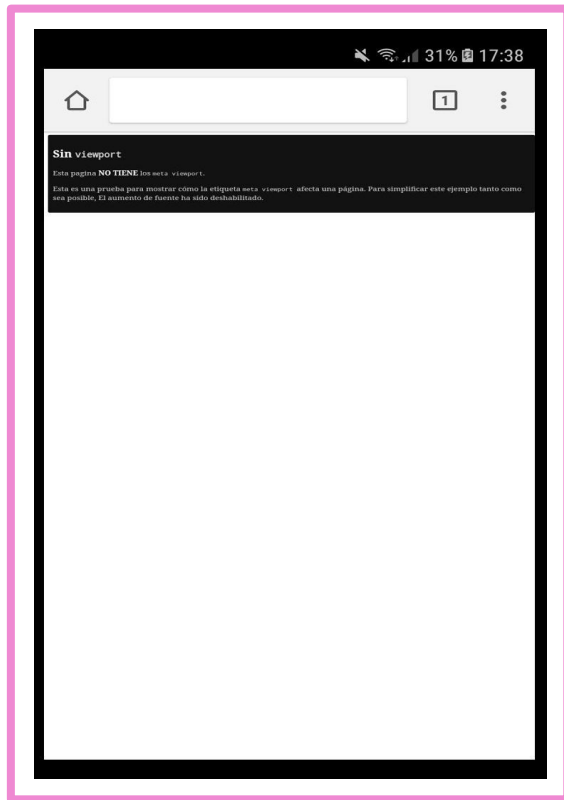 31% 17:38
1
Sin viewport
Esta pagina NO TIENE los meta viewport.
Esta es una prueba para mostrar cómo la etiqueta meta viewport afecta una página. Para simplificar este ejemplo tanto como
sea posible, El aumento de fuente ha sido deshabilitado.